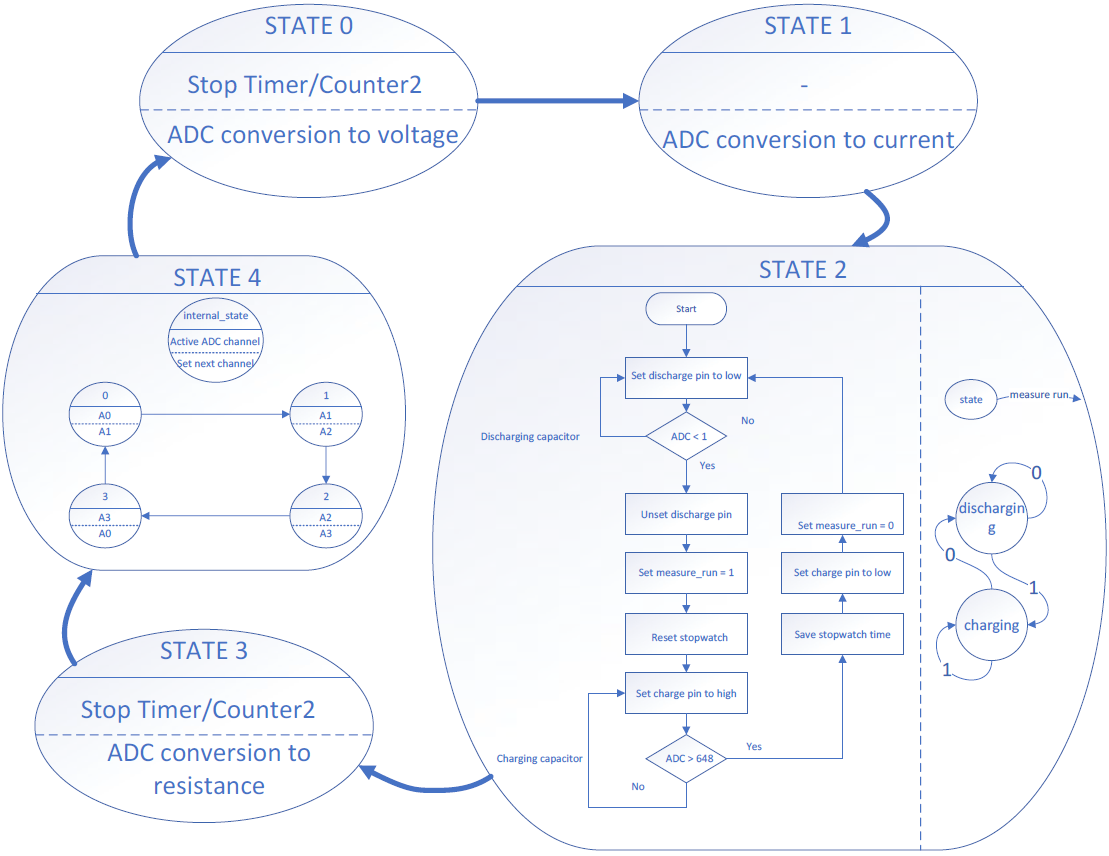 STATE 0
Stop Timer/Counter2
ADC conversion to voltage
STATE 1
-
ADC conversion to current
STATE 2
Start
Set discharge pin to low
No
Discharging capacitor
ADC < 1
Yes
Unset discharge pin
Set measure_run = 1
Reset stopwatch
Set charge pin to high
Charging capacitor
ADC > 648
Yes
No
Save stopwatch time
Set charge pin to low
Set measure_run = 0
state
measure run
0
dischargin
g
0
1
charging
1
STATE 3
Stop Timer/Counter2
ADC conversion to
resistance
STATE 4
internal_state
Active ADC channel
Set next channel
0
A0
A1
1
A1
A2
2
A2
A3
3
A3
A0